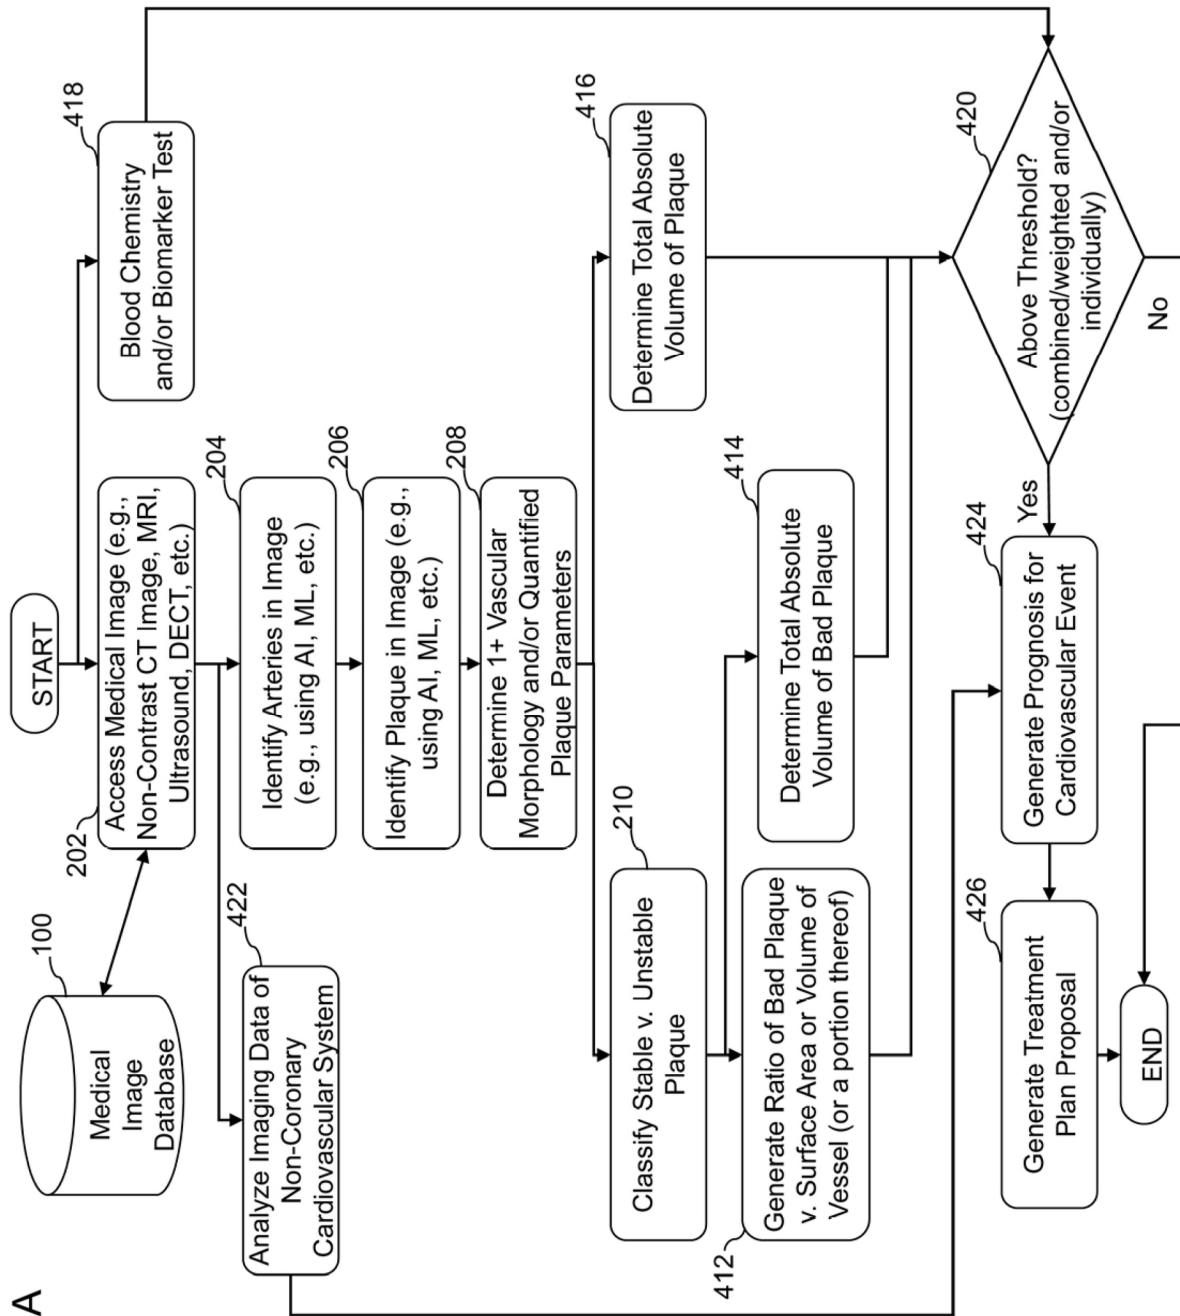 A
START
100
Medical
Image
Database
202
Access Medical Image (e.g.,
Non-Contrast CT Image, MRI,
Ultrasound, DECT, etc.)
418
Blood Chemistry
and/or Biomarker Test
422
Analyze Imaging Data of
Non-Coronary
Cardiovascular System
204
Identify Arteries in Image
(e.g., using AI, ML, etc.)
206
Identify Plaque in Image (e.g.,
using AI, ML, etc.)
208
Determine 1+ Vascular
Morphology and/or Quantified
Plaque Parameters
210
Classify Stable v. Unstable
Plaque
416
Determine Total Absolute
Volume of Plaque
412
Generate Ratio of Bad Plaque
v. Surface Area or Volume of
Vessel (or a portion thereof)
414
Determine Total Absolute
Volume of Bad Plaque
420
Above Threshold?
(combined/weighted and/or
individually)
Yes
No
424
Generate Prognosis for
Cardiovascular Event
426
Generate Treatment
Plan Proposal
END